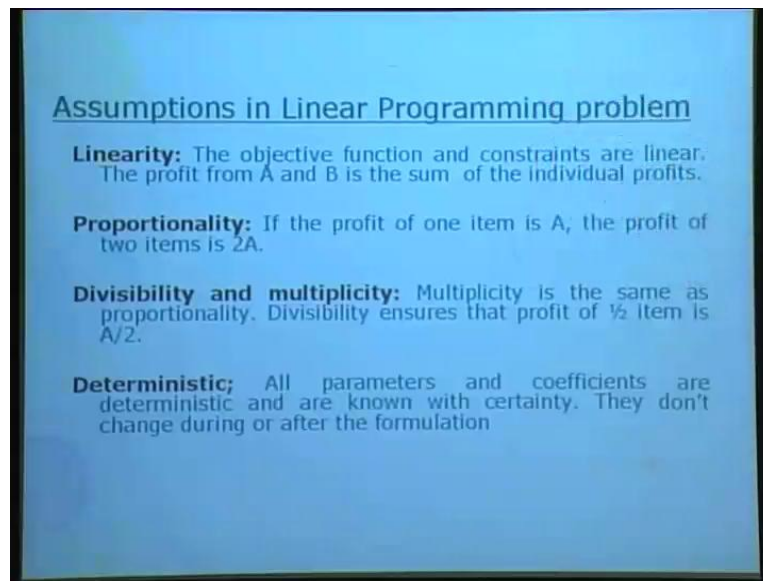 Assumptions in Linear Programming problem
Linearity: The objective function and constraints are linear.
The profit from A and B is the sum of the individual profits.
Proportionality: If the profit of one item is A, the profit of
two items is 2A.
Divisibility and multiplicity: Multiplicity is the same as
proportionality. Divisibility ensures that profit of ½ item is
A/2.
Deterministic; All parameters and coefficients are
deterministic and are known with certainty. They don't
change during or after the formulation